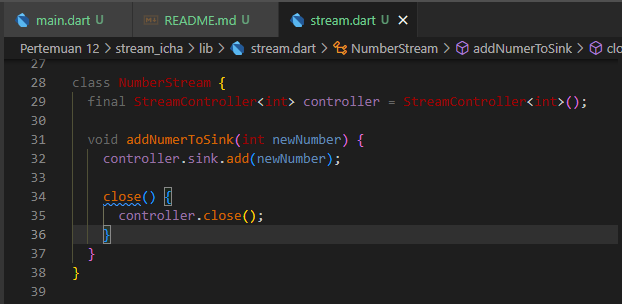 main.dart U README.md U stream.dart U
Pertemuan 12 > stream_icha > lib > stream.dart > NumberStream > addNumerToSink > clo
27
28 class NumberStream {
29 final StreamController<int> controller = StreamController<int>();
30
31 void addNumerToSink(int newNumber) {
32 controller.sink.add(newNumber);
33
34 close() {
35 controller.close();
36 }
37 }
38 }
39